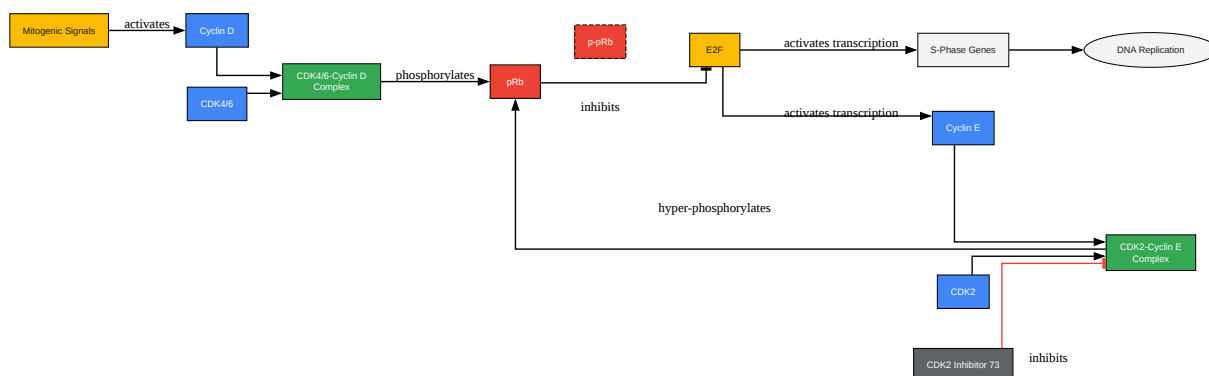 Mitogenic Signals
activates
Cyclin D
CDK4/6
CDK4/6-Cyclin D
Complex
phosphorylates
pRb
p-pRb
inhibits
E2F
activates transcription
S-Phase Genes
DNA Replication
activates transcription
Cyclin E
hyper-phosphorylates
CDK2-Cyclin E
Complex
CDK2
CDK2 Inhibitor 73
inhibits